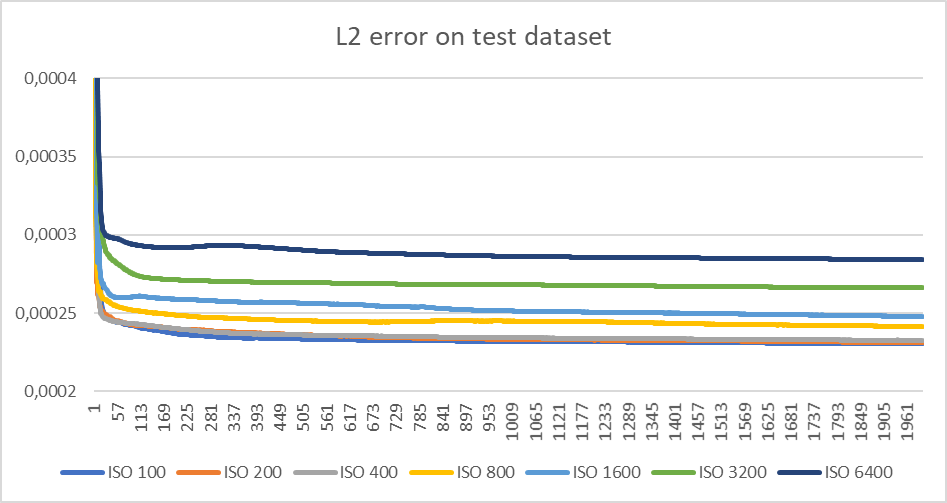 L2 error on test dataset
0,0004
0,00035
0,0003
0,00025
0,0002
1 57 113 169 225 281 337 393 449 505 561 617 673 729 785 841 897 953 1009 1065 1121 1177 1233 1289 1345 1401 1457 1513 1569 1625 1681 1737 1793 1849 1905 1961
ISO 100 ISO 200 ISO 400 ISO 800 ISO 1600 ISO 3200 ISO 6400